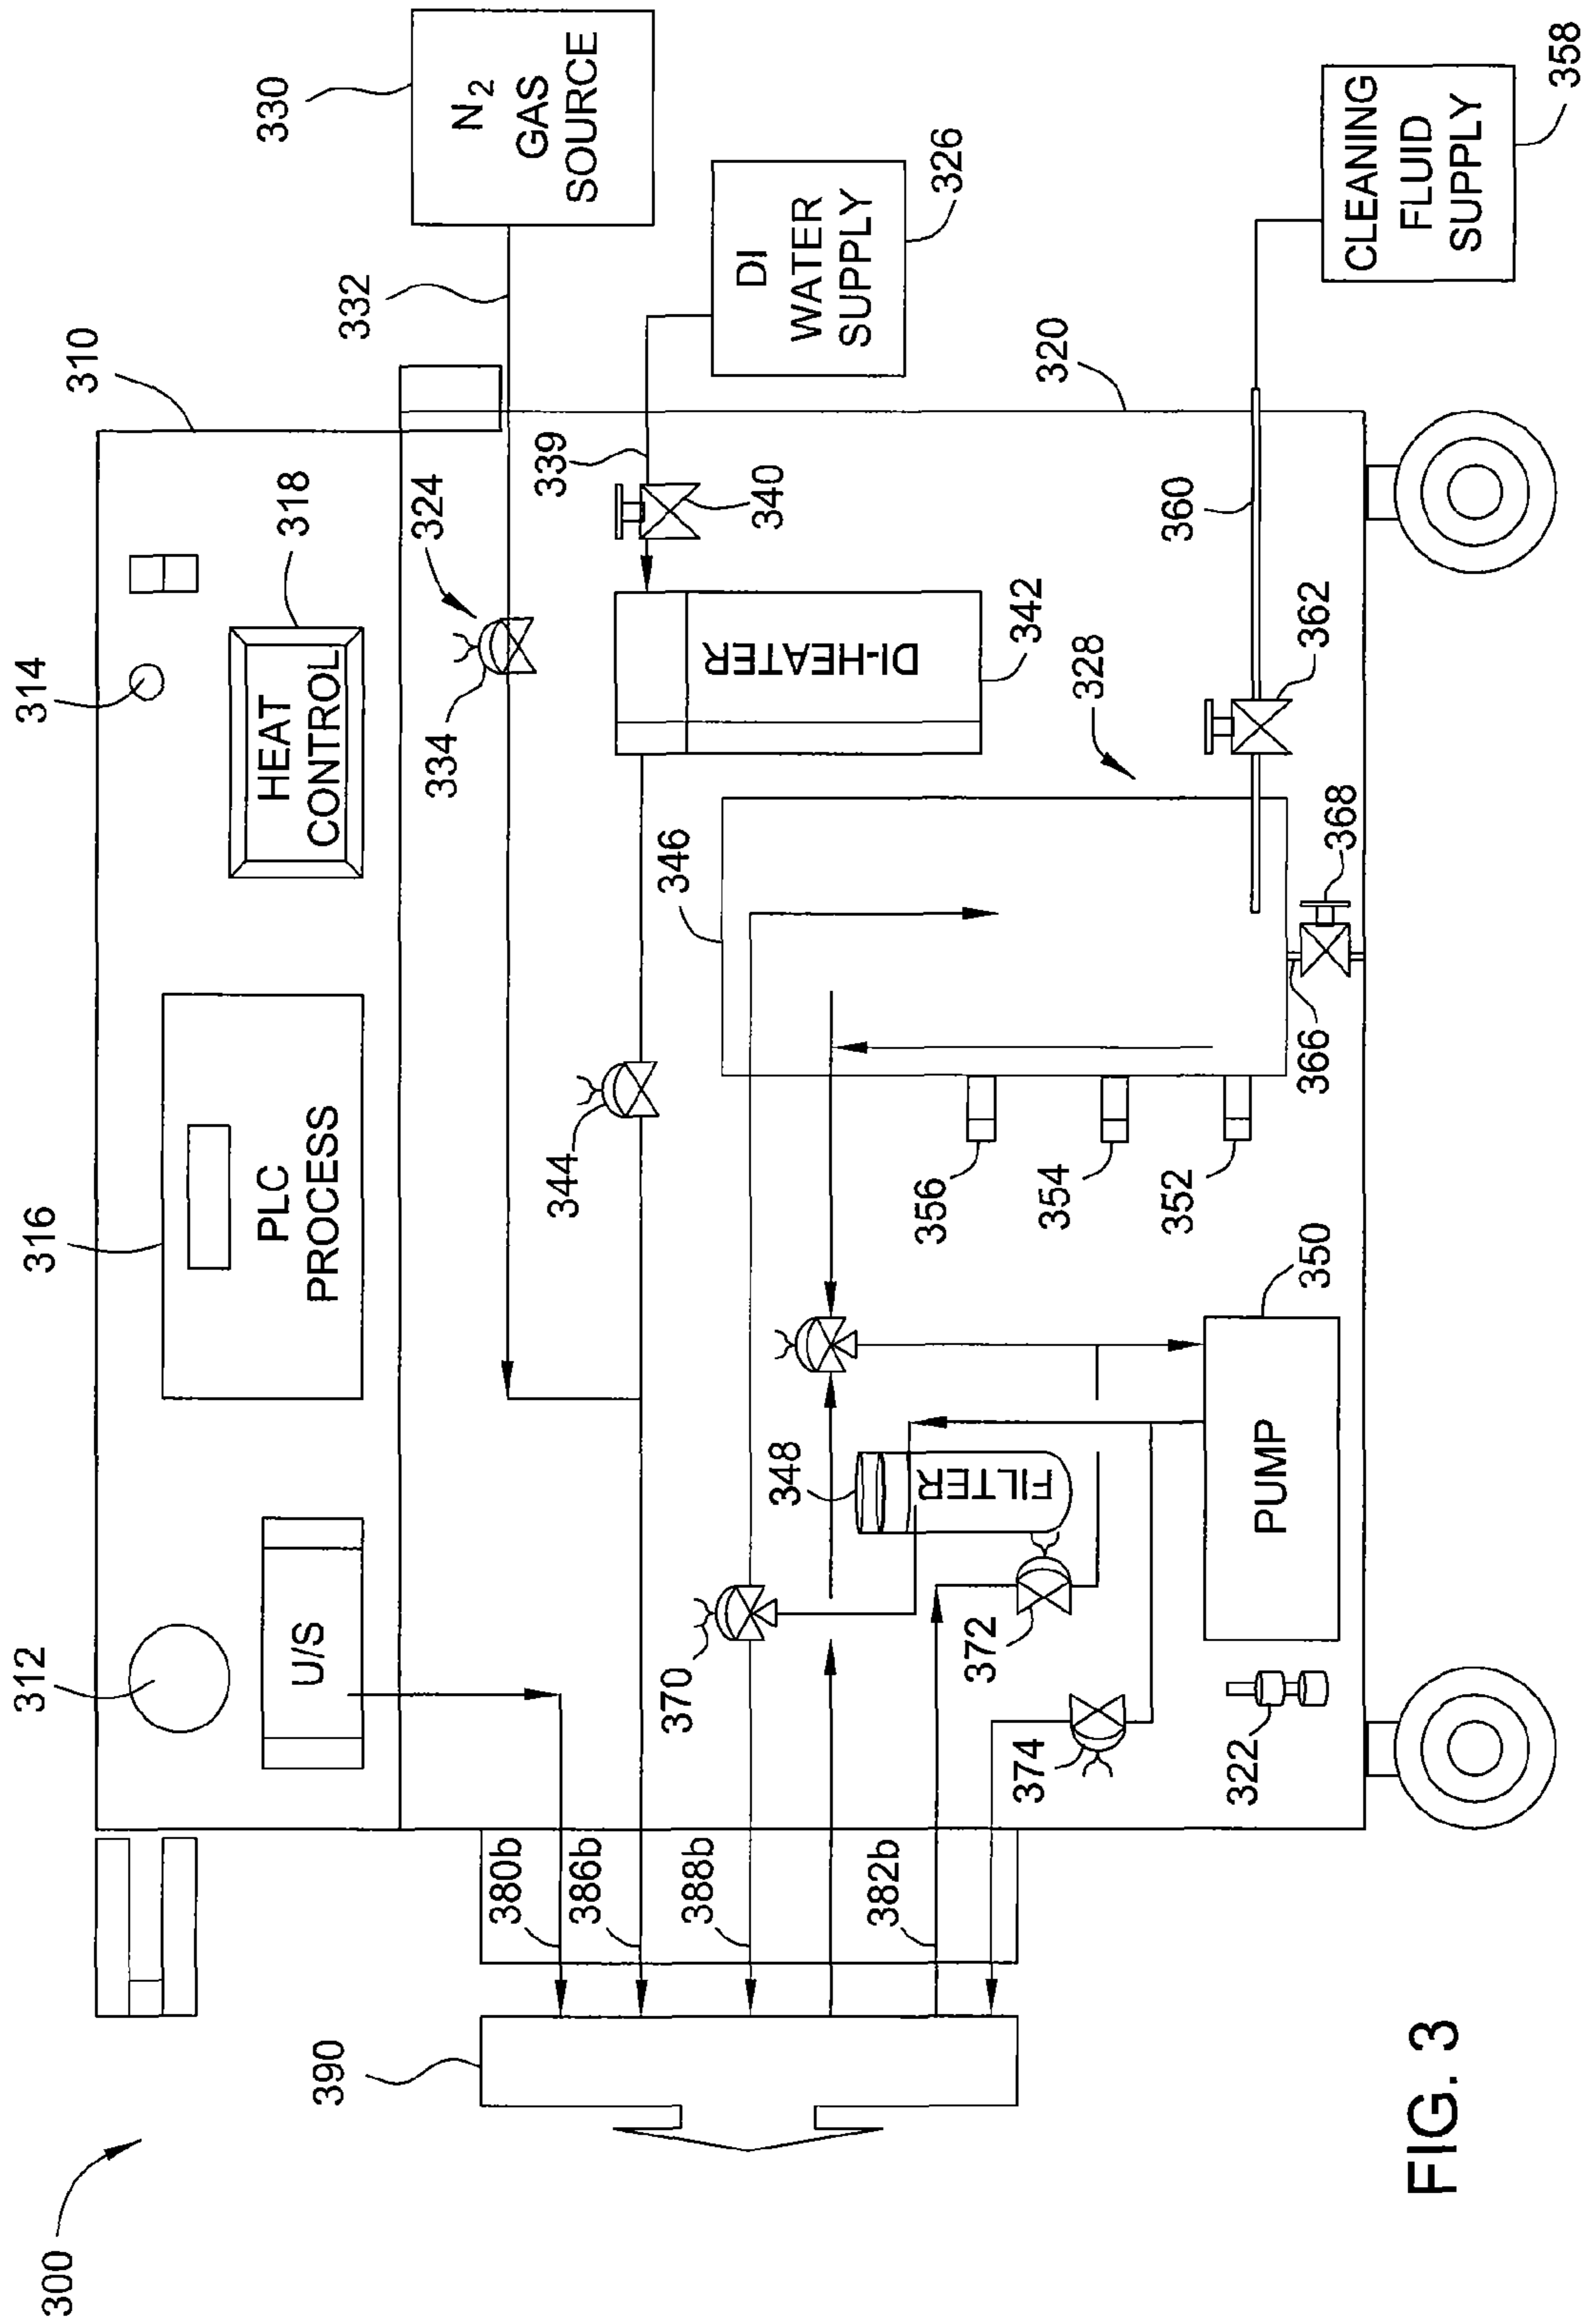 300
390
312
316
314
318
310
330
N2
GAS
SOURCE
332
U/S
PLC
PROCESS
HEAT
CONTROL
324
334
339
340
DI
WATER
SUPPLY
326
344
DI-HEATER
342
320
380b
386b
388b
382b
370
348
FILTER
346
328
372
374
356
354
352
360
362
322
PUMP
350
366
368
CLEANING
FLUID
SUPPLY
358
FIG. 3